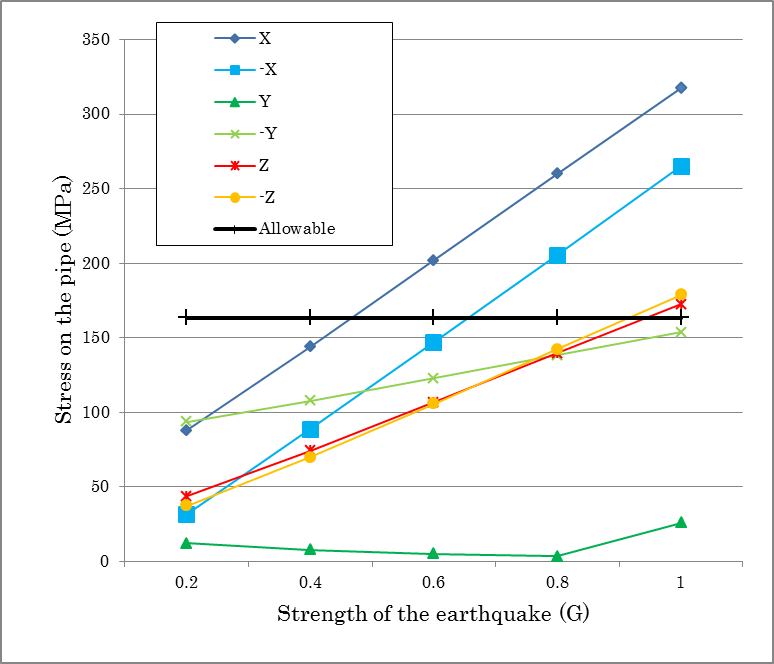 350
300
250
200
150
100
50
0
Stress on the pipe (MPa)
X
-X
Y
-Y
Z
-Z
Allowable
0.2 0.4 0.6 0.8 1
Strength of the earthquake (G)